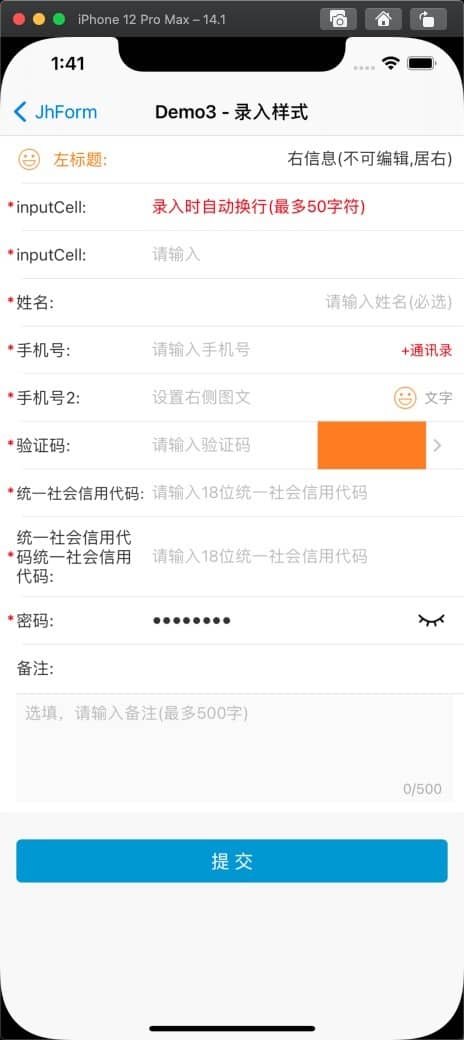 iPhone 12 Pro Max – 14.1
1:41
JhForm
Demo3 - 录入样式
左标题: 右信息(不可编辑,居右)
*inputCell: 录入时自动换行(最多50字符)
*inputCell: 请输入
*姓名: 请输入姓名(必选)
*手机号: 请输入手机号 +通讯录
*手机号2: 设置右侧图文 文字
*验证码: 请输入验证码
*统一社会信用代码: 请输入18位统一社会信用代码
统一社会信用代
*码统一社会信用 请输入18位统一社会信用代码
代码:
*密码: ••••••••
备注:
选填，请输入备注(最多500字)
0/500
提 交